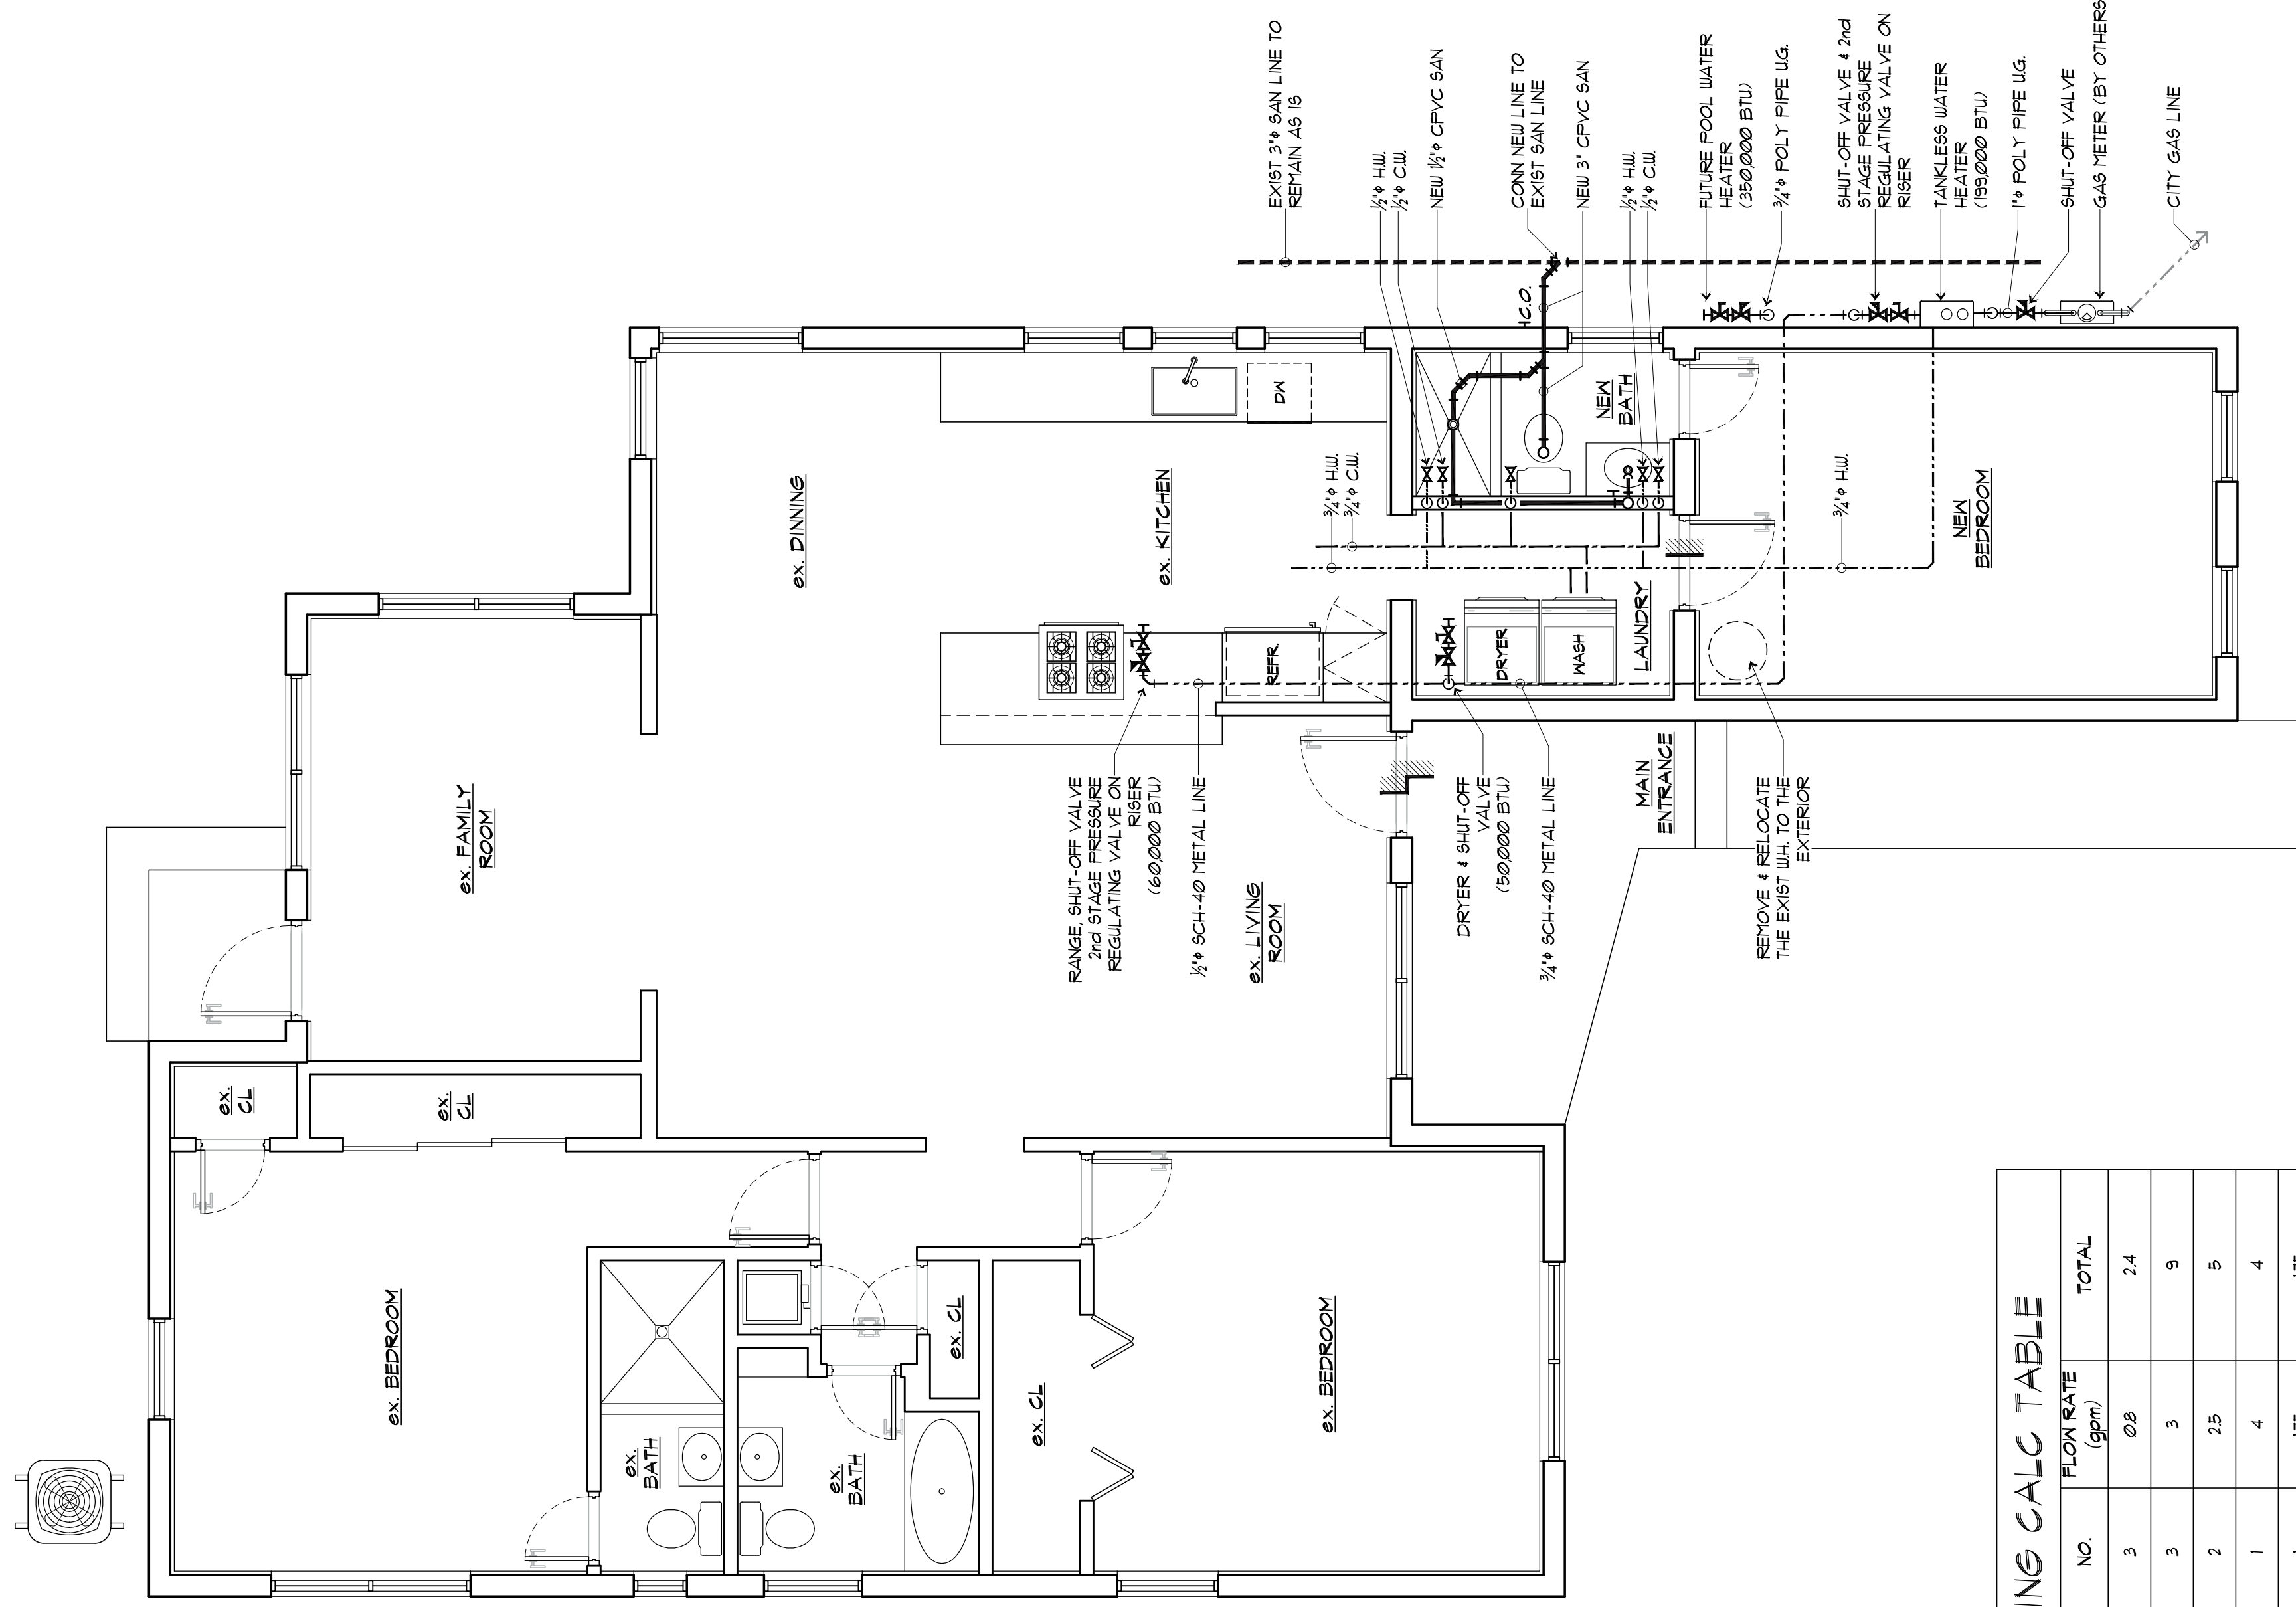 EXIST 3"ϕ SAN LINE TO
REMAIN AS IS
½"ϕ H.W.
½"ϕ C.W.
NEW 1½"ϕ CPVC SAN
CONN NEW LINE TO
EXIST SAN LINE
NEW 3" CPVC SAN
½"ϕ H.W.
½"ϕ C.W.
FUTURE POOL WATER
HEATER
(350,000 BTU)
¾"ϕ POLY PIPE U.G.
SHUT-OFF VALVE & 2nd
STAGE PRESSURE
REGULATING VALVE ON
RISER
TANKLESS WATER
HEATER
(199,000 BTU)
1"ϕ POLY PIPE U.G.
SHUT-OFF VALVE
GAS METER (BY OTHERS
CITY GAS LINE
C.O.
DW
NEW
BATH
ex. DINNING
ex. KITCHEN
¾"ϕ H.W.
¾"ϕ C.W.
¾"ϕ H.W.
NEW
BEDROOM
REFR.
DRYER
WASH
LAUNDRY
ex. FAMILY
ROOM
RANGE, SHUT-OFF VALVE
2nd STAGE PRESSURE
REGULATING VALVE ON
RISER
(60,000 BTU)
½"ϕ SCH-40 METAL LINE
ex. LIVING
ROOM
DRYER & SHUT-OFF
VALVE
(50,000 BTU)
¾"ϕ SCH-40 METAL LINE
MAIN
ENTRANCE
REMOVE & RELOCATE
THE EXIST W.H. TO THE
EXTERIOR
ex.
CL
ex.
CL
ex. BEDROOM
ex.
BATH
ex.
BATH
ex. CL
ex. CL
ex. BEDROOM
ING CALC TABLE
NO.
FLOW RATE
(gpm)
TOTAL
3 0.8 2.4
3 3 9
2 2.5 5
1 4 4